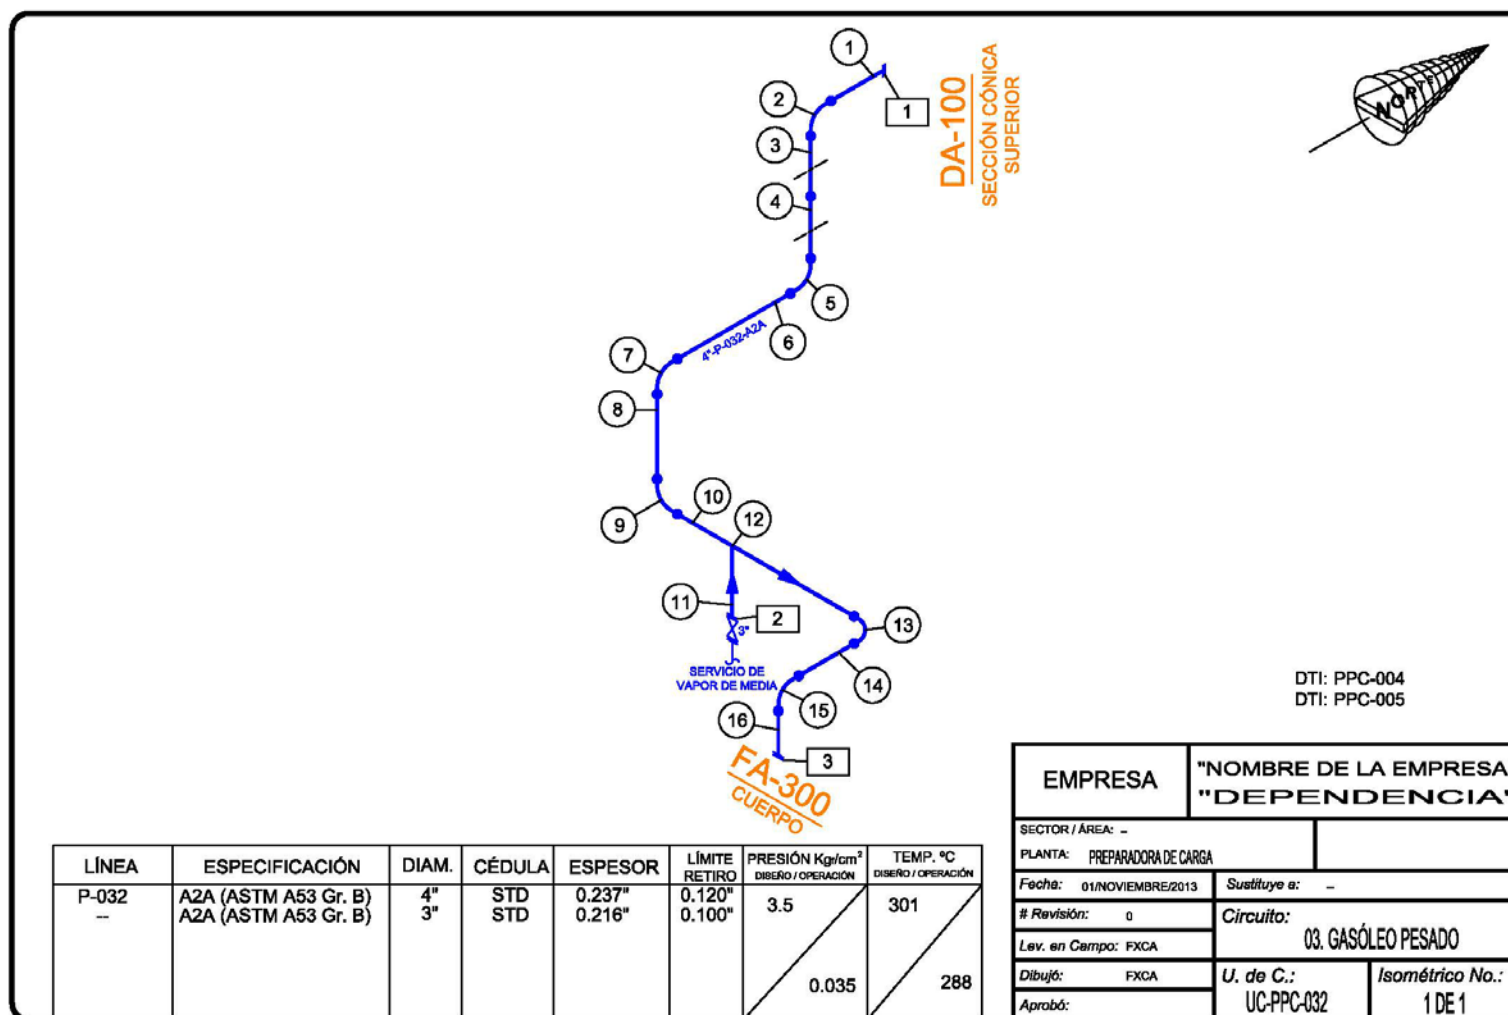 1
1
DA-100
SECCIÓN CÓNICA
SUPERIOR
NORTE
2
3
4
5
6
4"-P-032-A2A
7
8
9
10
12
11
2
3"
SERVICIO DE
VAPOR DE MEDIA
13
14
15
16
3
FA-300
CUERPO
DTI: PPC-004
DTI: PPC-005
LÍNEA ESPECIFICACIÓN DIAM. CÉDULA ESPESOR LÍMITE RETIRO PRESIÓN Kg/cm² DISEÑO / OPERACIÓN TEMP. ºC DISEÑO / OPERACIÓN
P-032 A2A (ASTM A53 Gr. B) 4" STD 0.237" 0.120" 3.5 301
-- A2A (ASTM A53 Gr. B) 3" STD 0.216" 0.100"
0.035 288
EMPRESA
"NOMBRE DE LA EMPRESA
"DEPENDENCIA"
SECTOR / ÁREA: –
PLANTA: PREPARADORA DE CARGA
Fecha: 01/NOVIEMBRE/2013
Sustituye a: –
# Revisión: 0
Circuito:
03. GASÓLEO PESADO
Lev. en Campo: FXCA
Dibujó: FXCA
U. de C.:
UC-PPC-032
Isométrico No.:
1 DE 1
Aprobó: